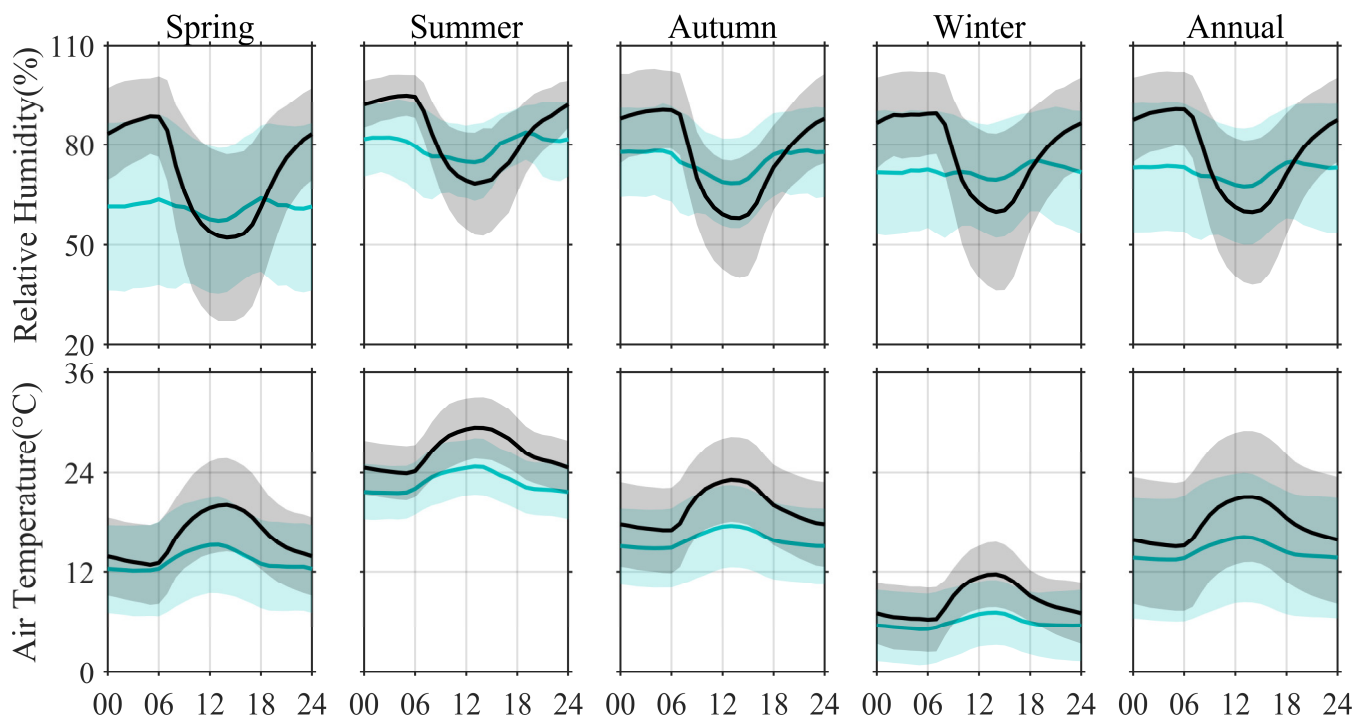 Spring Summer Autumn Winter Annual
Relative Humidity(%)
110
80
50
20
Air Temperature(°C)
36
24
12
0
00 06 12 18 24 00 06 12 18 24 00 06 12 18 24 00 06 12 18 24 00 06 12 18 24